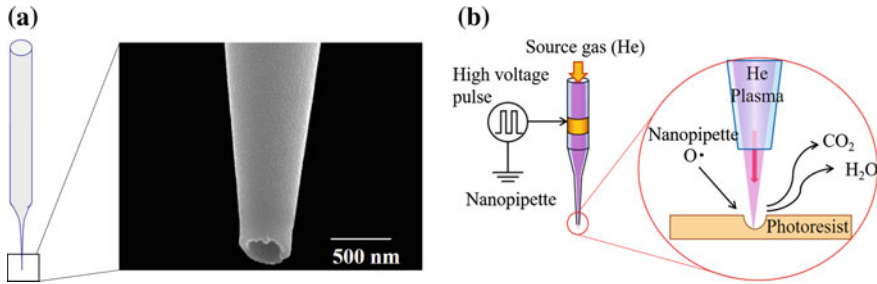 (a)
500 nm
(b)
Source gas (He)
High voltage
pulse
Nanopipette
He
Plasma
Nanopipette
O•
CO₂
H₂O
Photoresist